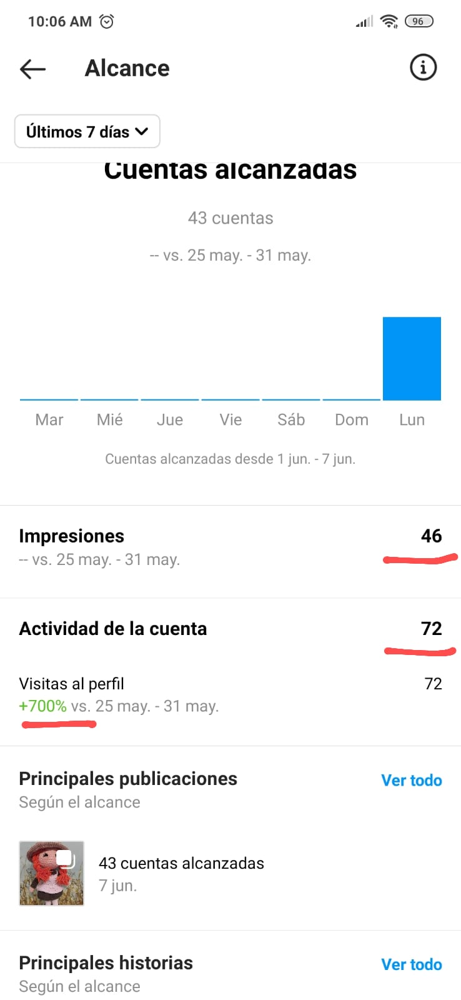 10:06 AM
96
Alcance
Últimos 7 días
Cuentas alcanzadas
43 cuentas
-- vs. 25 may. - 31 may.
Mar Mié Jue Vie Sáb Dom Lun
Cuentas alcanzadas desde 1 jun. - 7 jun.
Impresiones 46
-- vs. 25 may. - 31 may.
Actividad de la cuenta 72
Visitas al perfil 72
+700% vs. 25 may. - 31 may.
Principales publicaciones Ver todo
Según el alcance
43 cuentas alcanzadas
7 jun.
Principales historias Ver todo
Según el alcance